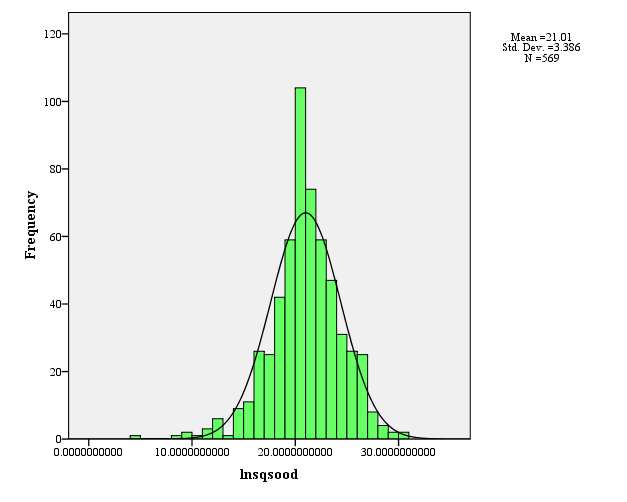 120
100
80
60
40
20
0
Frequency
0.0000000000
10.0000000000
20.0000000000
30.0000000000
lnsqsood
Mean =21.01
Std. Dev. =3.386
N =569